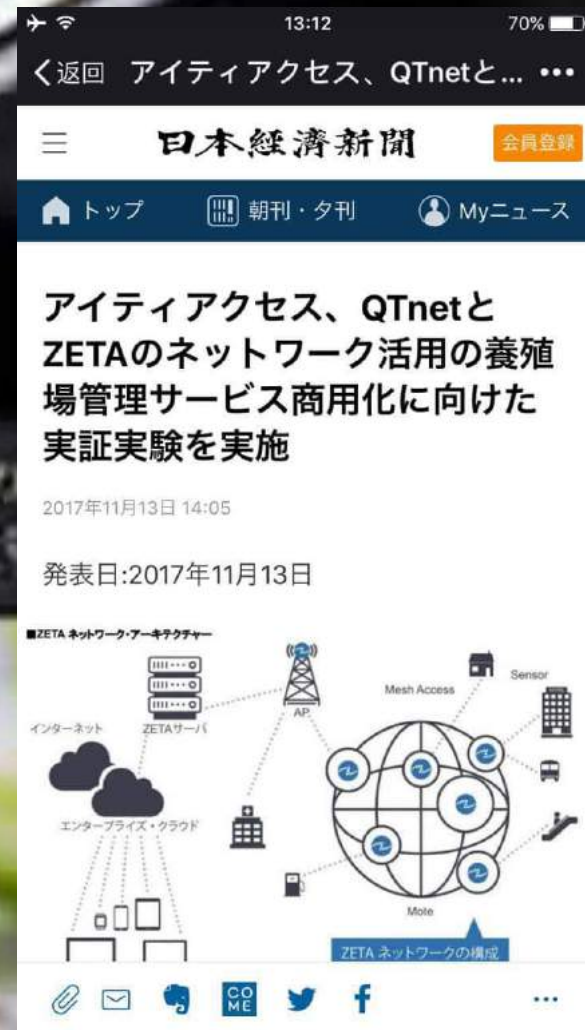 13:12
70%
返回 アイティアクセス、QTnetと... •••
日本経済新聞
会員登録
トップ
朝刊・夕刊
Myニュース
アイティアクセス、QTnetと
ZETAのネットワーク活用の養殖
場管理サービス商用化に向けた
実証実験を実施
2017年11月13日 14:05
発表日:2017年11月13日
■ZETA ネットワーク・アーキテクチャー
インターネット
ZETAサーバ
AP
Mesh Access
Sensor
エンタープライズ・クラウド
Mote
ZETA ネットワークの構成
CO
ME